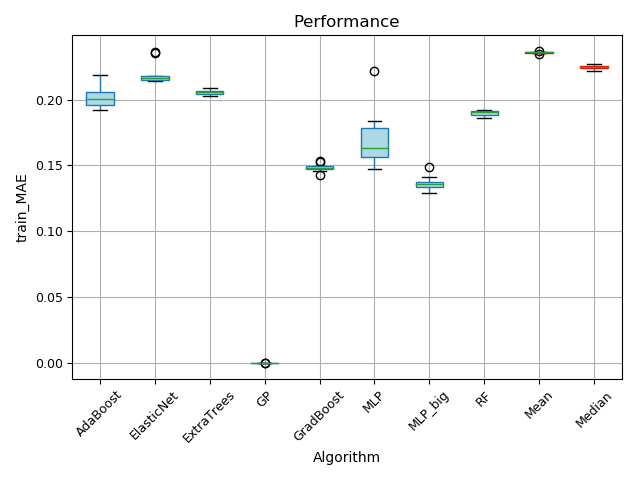 Performance
train_MAE
0.20
0.15
0.10
0.05
0.00
AdaBoost
ElasticNet
ExtraTrees
GP
GradBoost
MLP
MLP_big
RF
Mean
Median
Algorithm